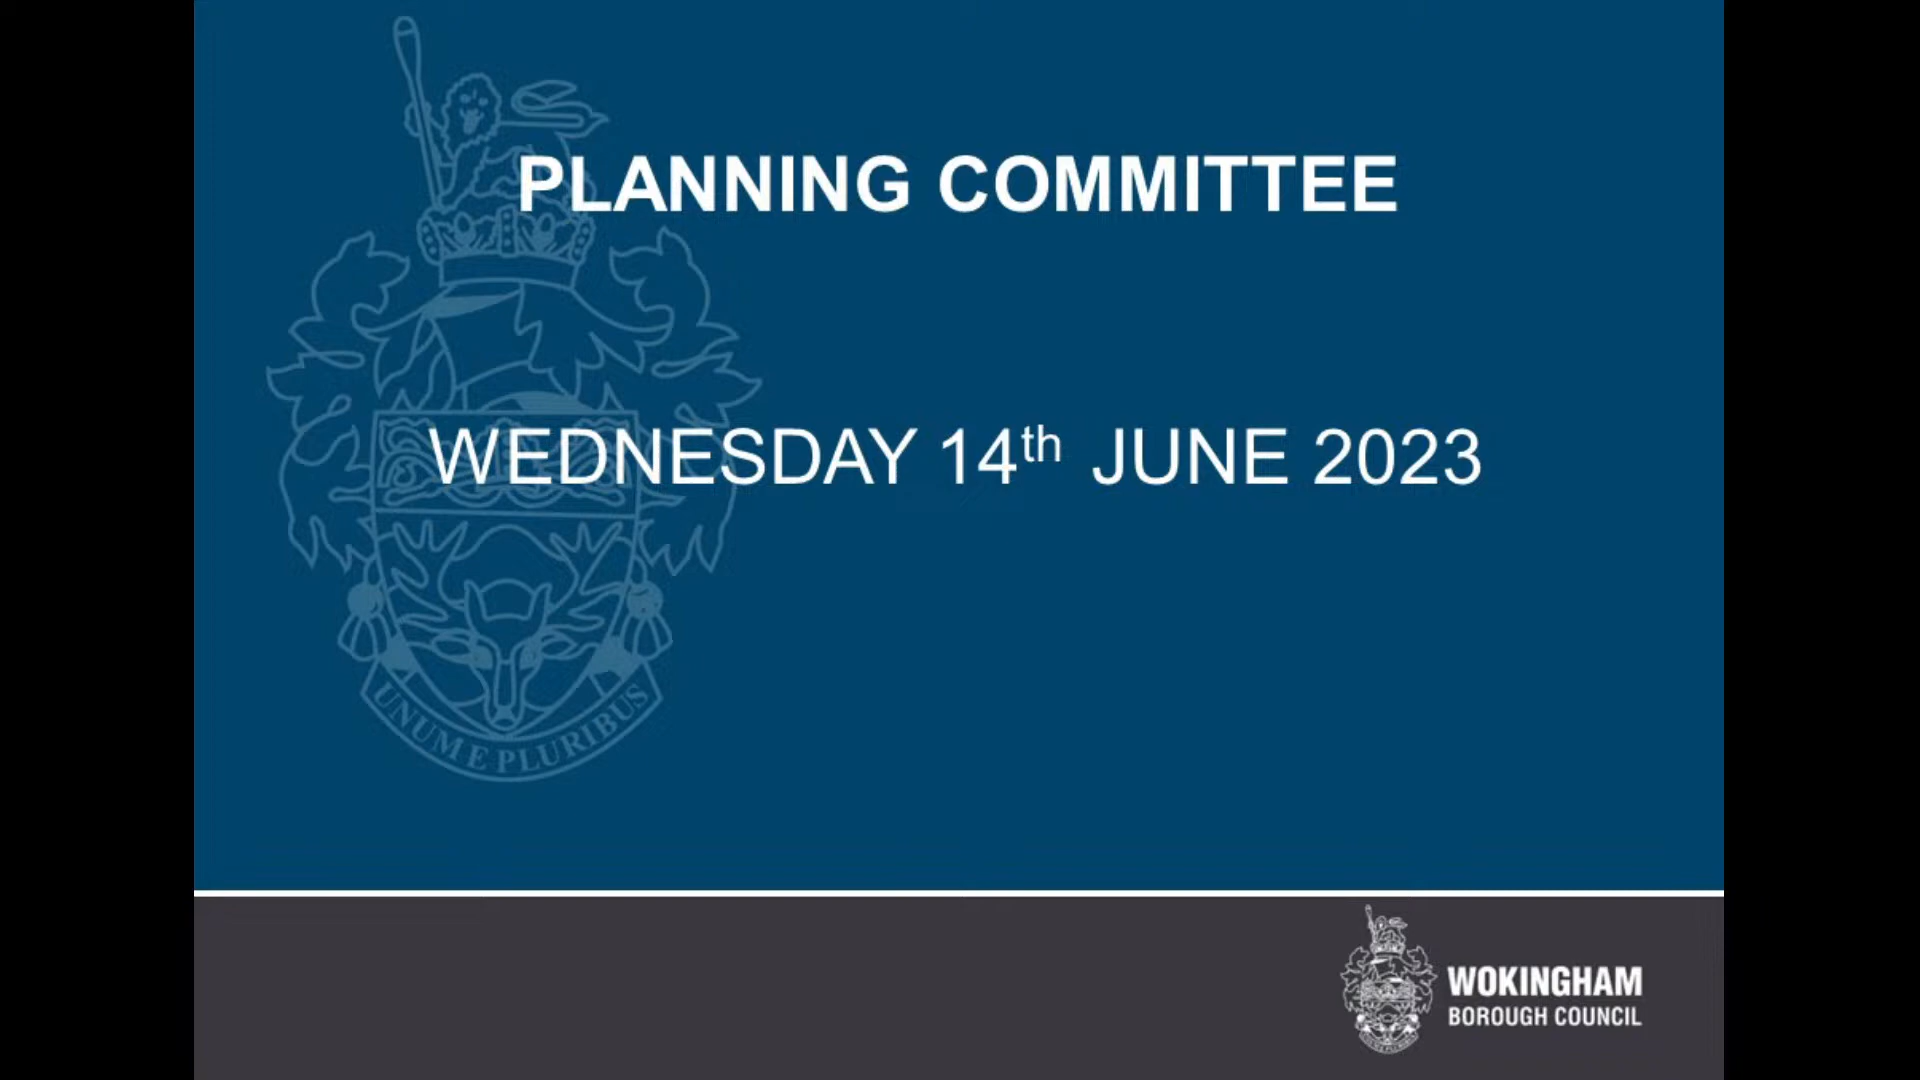 PLANNING COMMITTEE
WEDNESDAY 14th JUNE 2023
UNUM E PLURIBUS
WOKINGHAM
BOROUGH COUNCIL